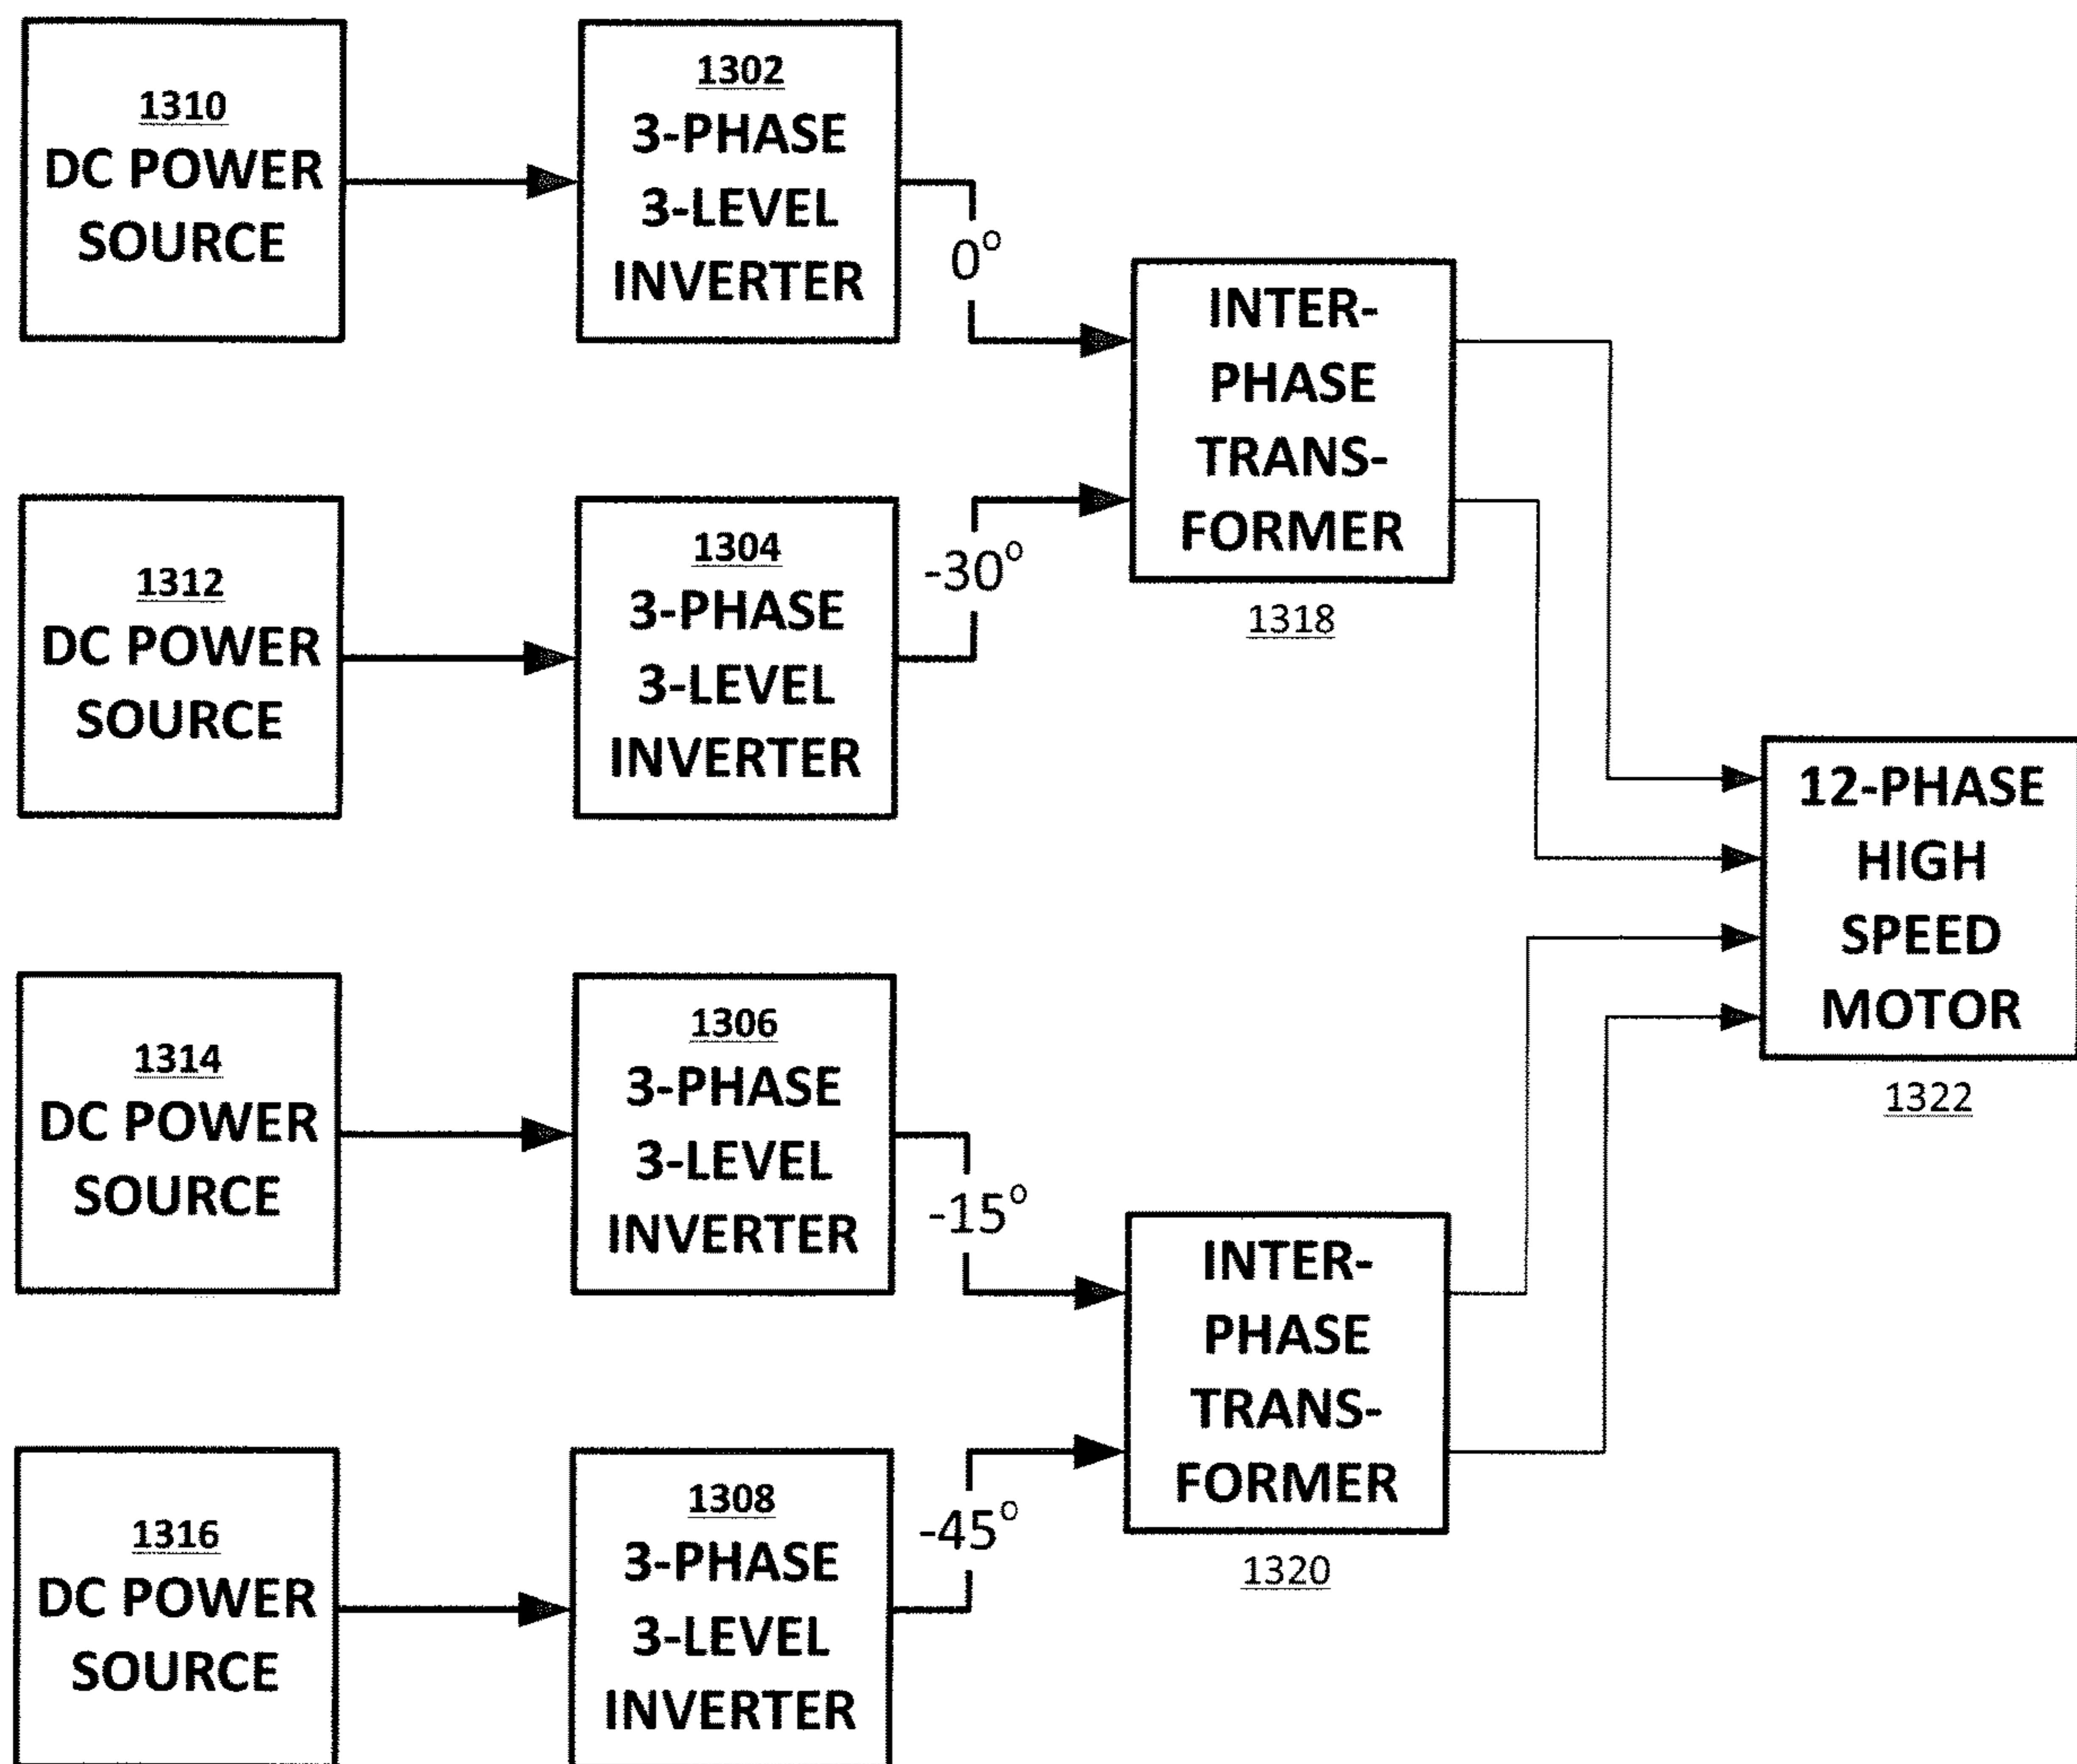 1310
DC POWER
SOURCE
1302
3-PHASE
3-LEVEL
INVERTER
0°
INTER-
PHASE
TRANS-
FORMER
1318
1312
DC POWER
SOURCE
1304
3-PHASE
3-LEVEL
INVERTER
-30°
12-PHASE
HIGH
SPEED
MOTOR
1322
1314
DC POWER
SOURCE
1306
3-PHASE
3-LEVEL
INVERTER
-15°
INTER-
PHASE
TRANS-
FORMER
1320
1316
DC POWER
SOURCE
1308
3-PHASE
3-LEVEL
INVERTER
-45°